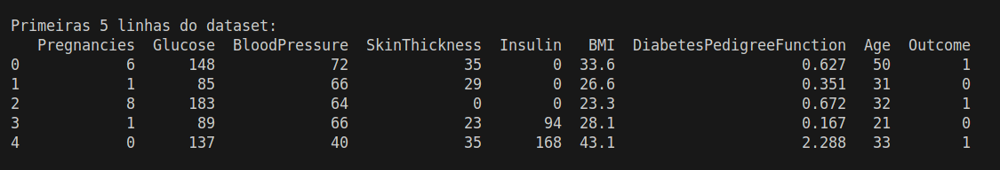 Primeiras 5 linhas do dataset:
   Pregnancies  Glucose  BloodPressure  SkinThickness  Insulin   BMI  DiabetesPedigreeFunction  Age  Outcome
0            6      148             72             35        0  33.6                     0.627   50        1
1            1       85             66             29        0  26.6                     0.351   31        0
2            8      183             64              0        0  23.3                     0.672   32        1
3            1       89             66             23       94  28.1                     0.167   21        0
4            0      137             40             35      168  43.1                     2.288   33        1